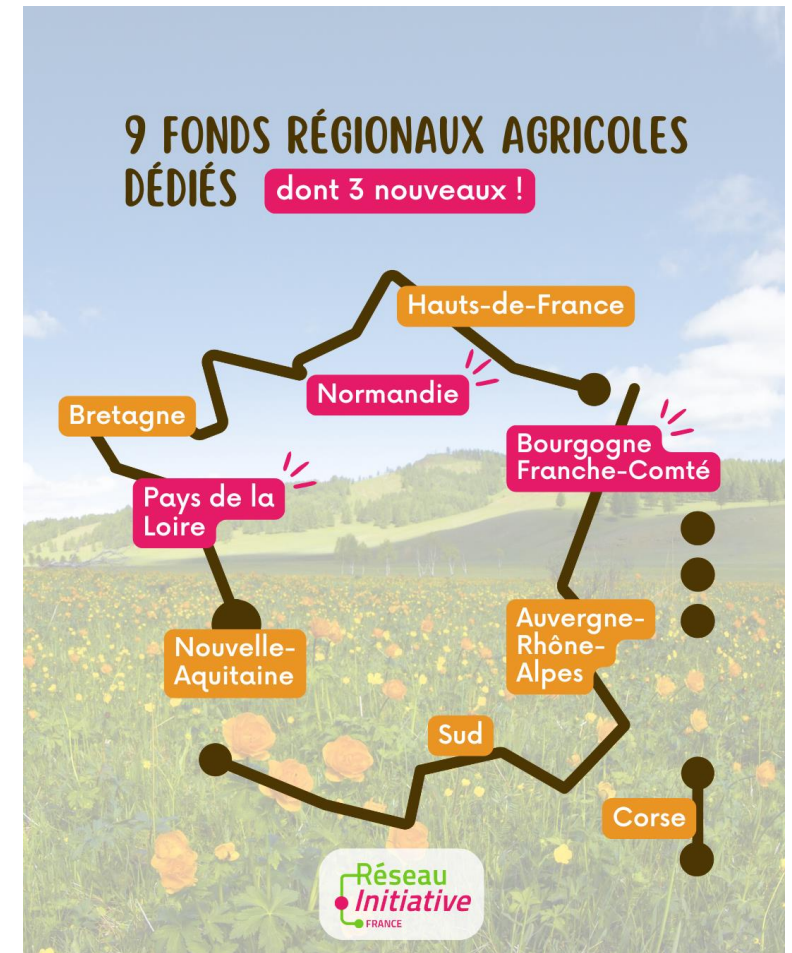 9 FONDS RÉGIONAUX AGRICOLES
DÉDIÉS dont 3 nouveaux !
Hauts-de-France
Normandie
Bretagne
Bourgogne
Franche-Comté
Pays de la
Loire
Auvergne-
Rhône-
Alpes
Nouvelle-
Aquitaine
Sud
Corse
Réseau
Initiative
FRANCE